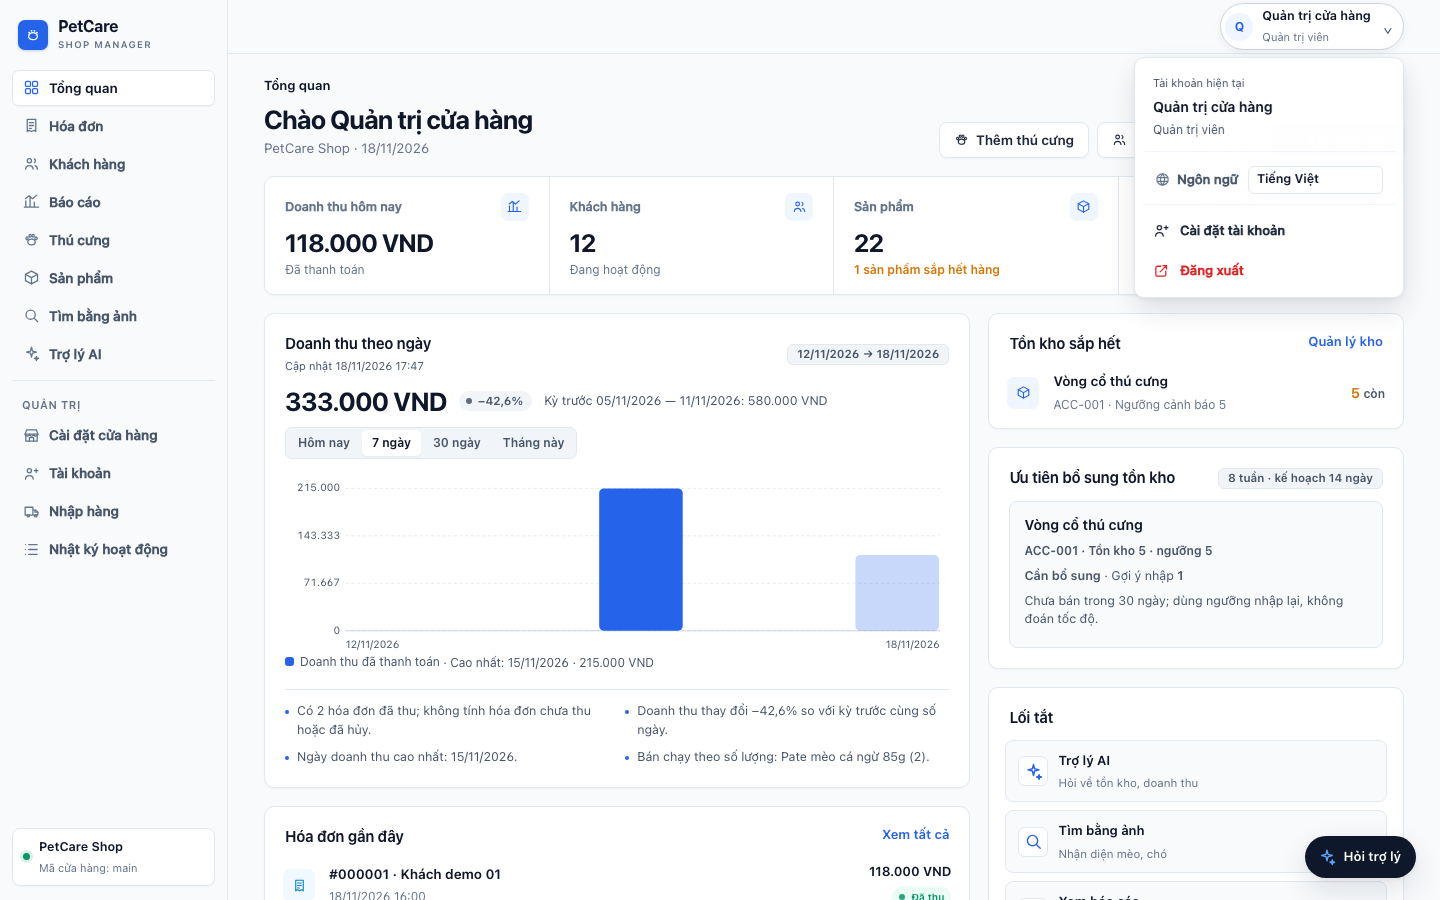 PetCare
SHOP MANAGER
Tổng quan
Hóa đơn
Khách hàng
Báo cáo
Thú cưng
Sản phẩm
Tìm bằng ảnh
Trợ lý AI
QUẢN TRỊ
Cài đặt cửa hàng
Tài khoản
Nhập hàng
Nhật ký hoạt động
PetCare Shop
Mã cửa hàng: main
Q
Quản trị cửa hàng
Quản trị viên
Tài khoản hiện tại
Quản trị cửa hàng
Quản trị viên
Ngôn ngữ
Tiếng Việt
Cài đặt tài khoản
Đăng xuất
Tổng quan
Chào Quản trị cửa hàng
PetCare Shop · 18/11/2026
Thêm thú cưng
Doanh thu hôm nay
118.000 VND
Đã thanh toán
Khách hàng
12
Đang hoạt động
Sản phẩm
22
1 sản phẩm sắp hết hàng
Doanh thu theo ngày
Cập nhật 18/11/2026 17:47
12/11/2026 → 18/11/2026
333.000 VND
−42,6%
Kỳ trước 05/11/2026 — 11/11/2026: 580.000 VND
Hôm nay
7 ngày
30 ngày
Tháng này
215.000
143.333
71.667
0
12/11/2026
18/11/2026
Doanh thu đã thanh toán · Cao nhất: 15/11/2026 · 215.000 VND
Có 2 hóa đơn đã thu; không tính hóa đơn chưa thu
hoặc đã hủy.
Doanh thu thay đổi −42,6% so với kỳ trước cùng số
ngày.
Ngày doanh thu cao nhất: 15/11/2026.
Bán chạy theo số lượng: Pate mèo cá ngừ 85g (2).
Hóa đơn gần đây
Xem tất cả
#000001 · Khách demo 01
18/11/2026 16:00
118.000 VND
Đã thu
Tồn kho sắp hết
Quản lý kho
Vòng cổ thú cưng
ACC-001 · Ngưỡng cảnh báo 5
5 còn
Ưu tiên bổ sung tồn kho
8 tuần · kế hoạch 14 ngày
Vòng cổ thú cưng
ACC-001 · Tồn kho 5 · ngưỡng 5
Cần bổ sung · Gợi ý nhập 1
Chưa bán trong 30 ngày; dùng ngưỡng nhập lại, không
đoán tốc độ.
Lối tắt
Trợ lý AI
Hỏi về tồn kho, doanh thu
Tìm bằng ảnh
Nhận diện mèo, chó
Xem báo cáo
Hỏi trợ lý